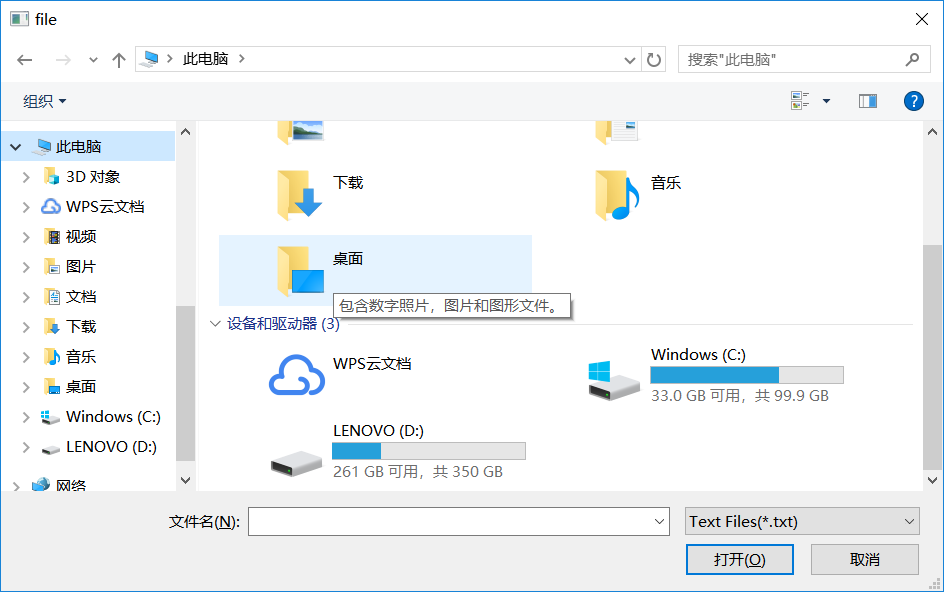 file
此电脑
搜索"此电脑"
组织
?
此电脑
3D 对象
WPS云文档
视频
图片
文档
下载
音乐
桌面
Windows (C:)
LENOVO (D:)
网络
下载
音乐
桌面
包含数字照片，图片和图形文件。
设备和驱动器 (3)
WPS云文档
Windows (C:)
33.0 GB 可用，共 99.9 GB
LENOVO (D:)
261 GB 可用，共 350 GB
文件名(N):
Text Files(*.txt)
打开(O)
取消